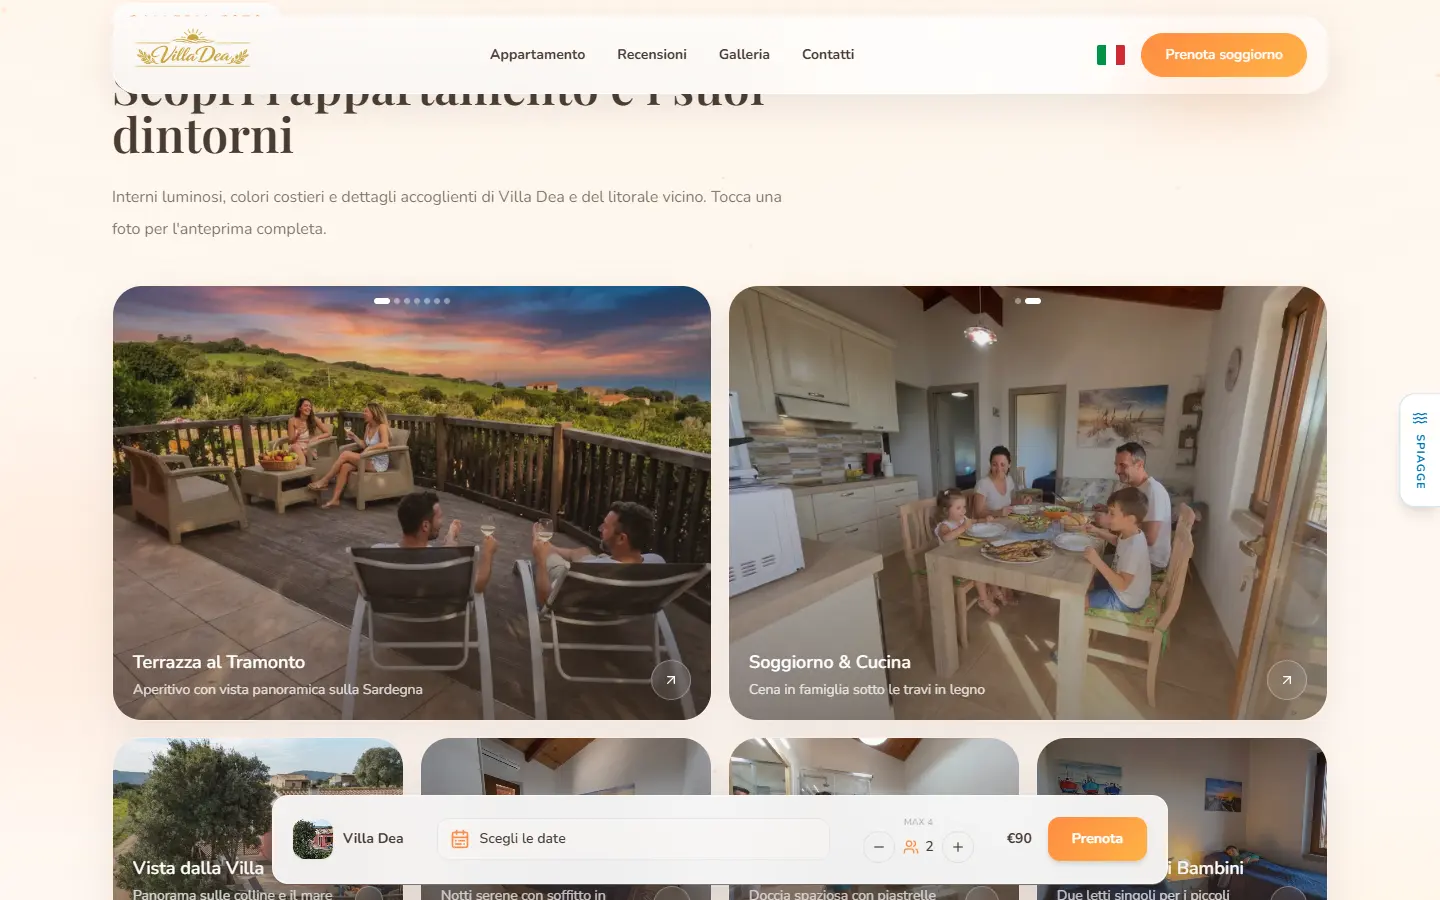 Villa Dea
Appartamento
Recensioni
Galleria
Contatti
Prenota soggiorno
Scopri l'appartamento e i suoi
dintorni
Interni luminosi, colori costieri e dettagli accoglienti di Villa Dea e del litorale vicino. Tocca una
foto per l'anteprima completa.
SPIAGGE
Terrazza al Tramonto
Aperitivo con vista panoramica sulla Sardegna
Soggiorno & Cucina
Cena in famiglia sotto le travi in legno
Villa Dea
Scegli le date
MAX 4
2
€90
Prenota
Vista dalla Villa
i Bambini
Panorama sulle colline e il mare
Notti serene con soffitto in
Doccia spaziosa con piastrelle
Due letti singoli per i piccoli